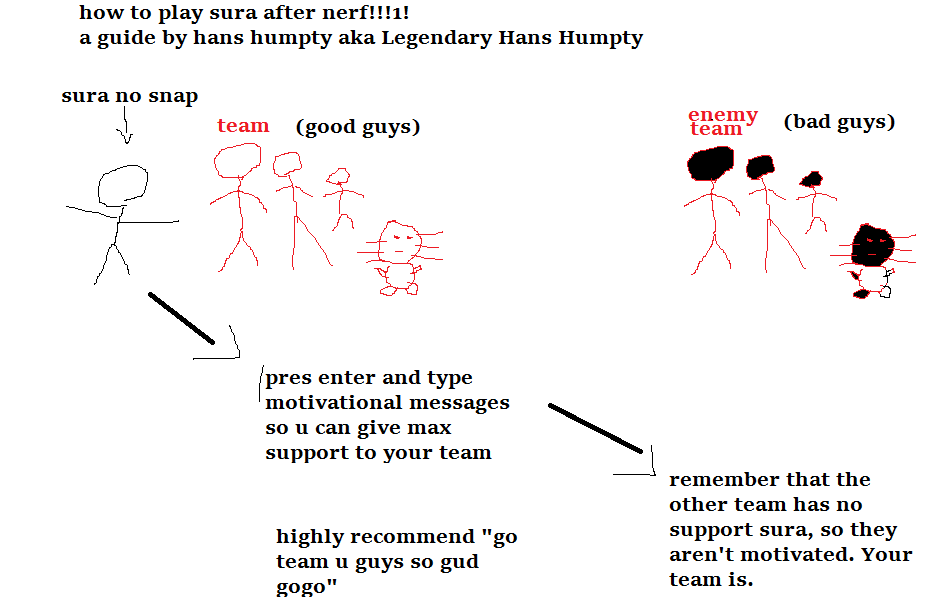 how to play sura after nerf!!!1!
a guide by hans humpty aka Legendary Hans Humpty
sura no snap
team
(good guys)
enemy
team
(bad guys)
pres enter and type
motivational messages
so u can give max
support to your team
highly recommend "go
team u guys so gud
gogo"
remember that the
other team has no
support sura, so they
aren't motivated. Your
team is.